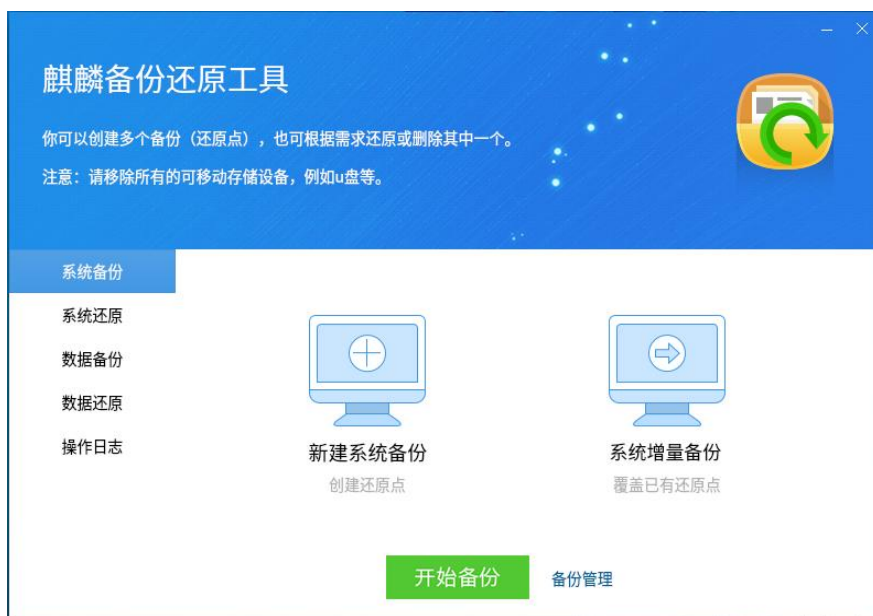 麒麟备份还原工具
你可以创建多个备份（还原点），也可根据需求还原或删除其中一个。
注意：请移除所有的可移动存储设备，例如u盘等。
系统备份
系统还原
数据备份
数据还原
操作日志
新建系统备份
创建还原点
系统增量备份
覆盖已有还原点
开始备份
备份管理